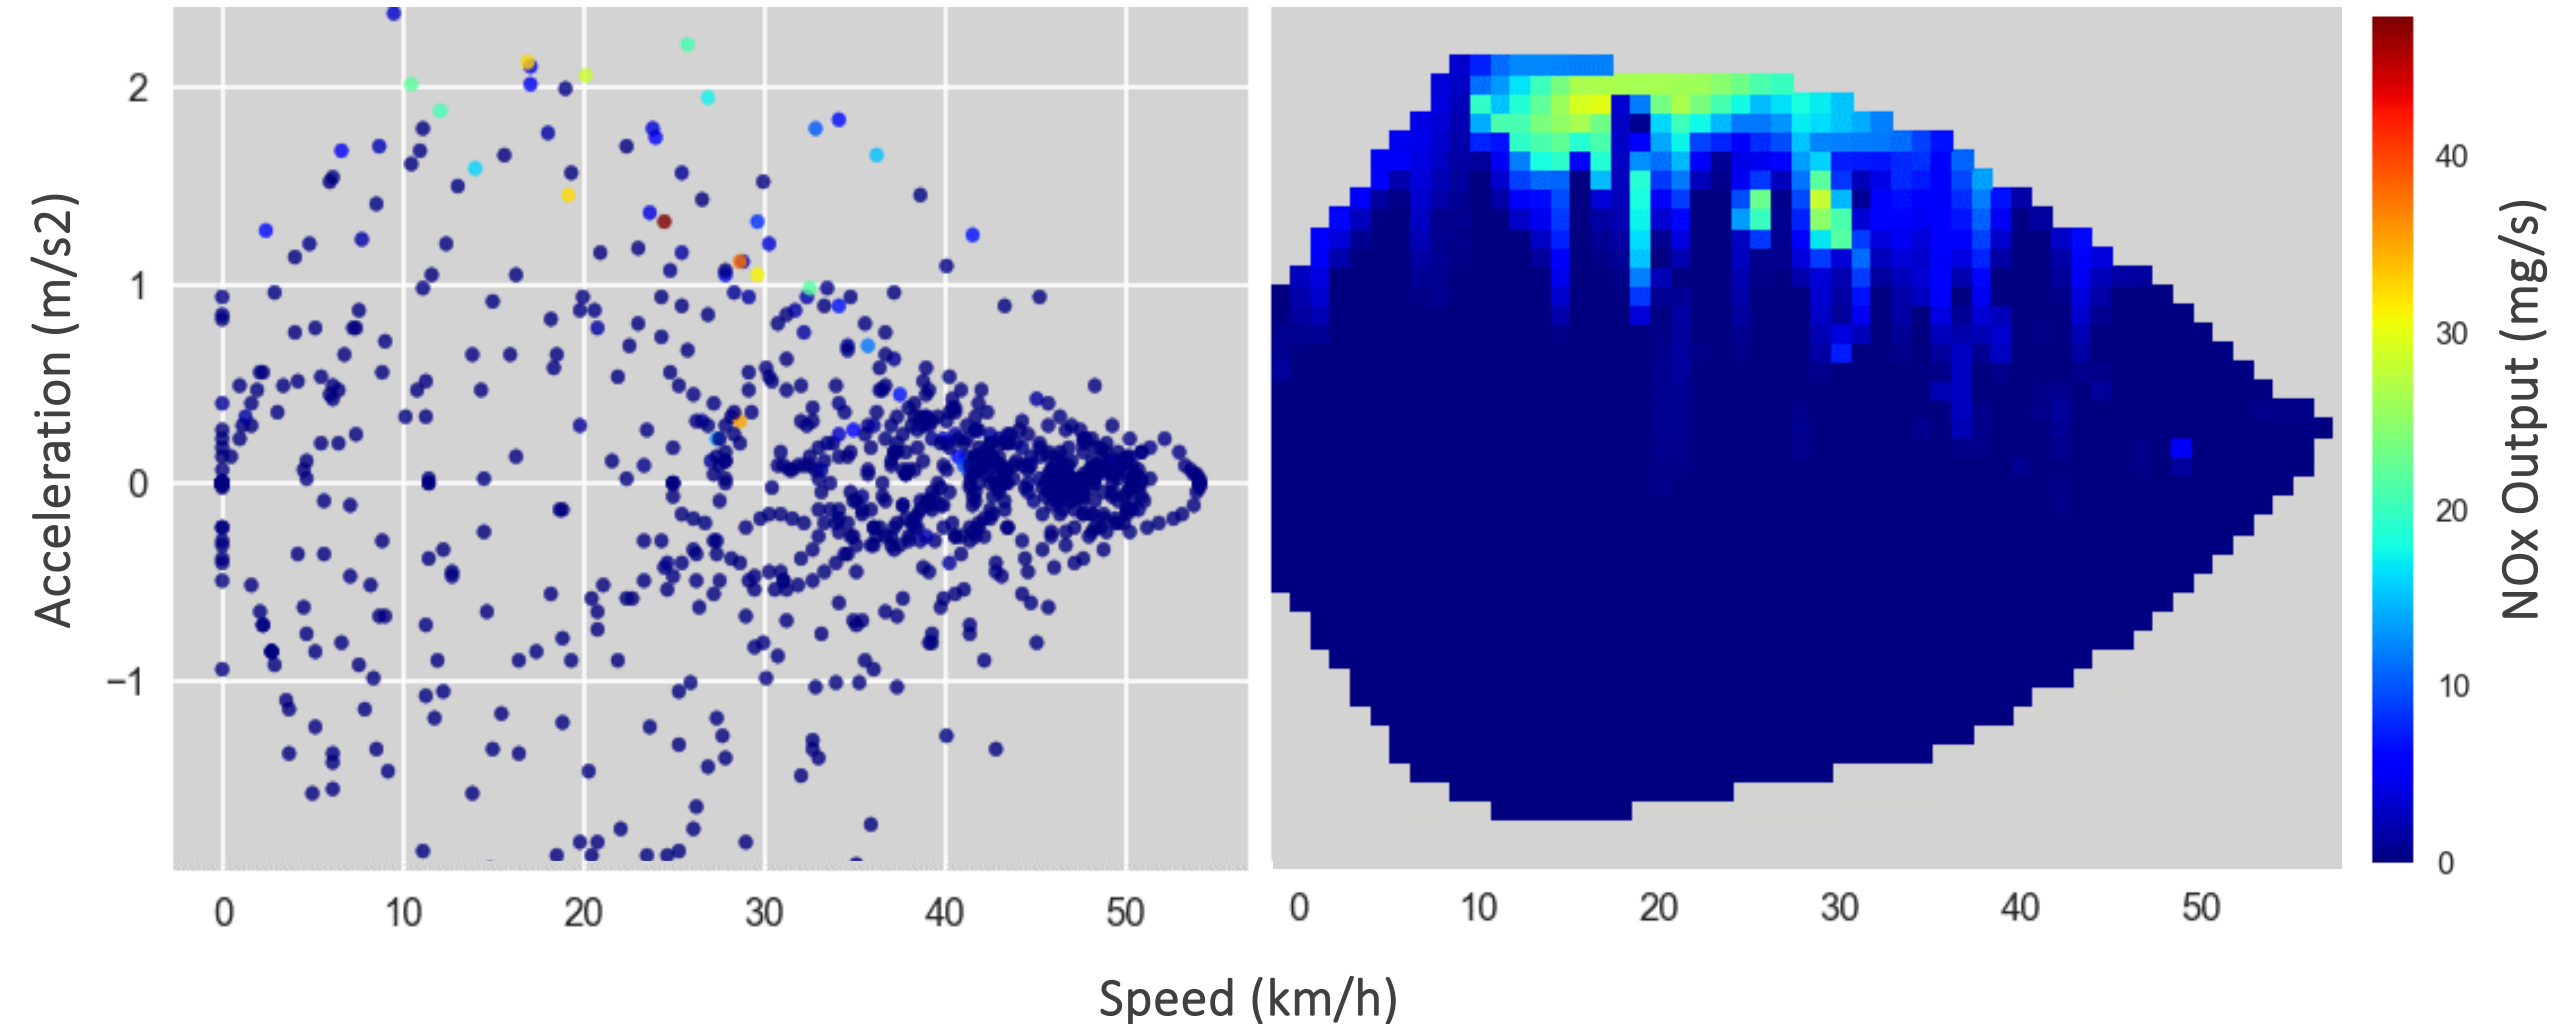 Acceleration (m/s2)
2
1
0
−1
0 10 20 30 40 50
0 10 20 30 40 50
Speed (km/h)
40
30
20
10
0
NOx Output (mg/s)